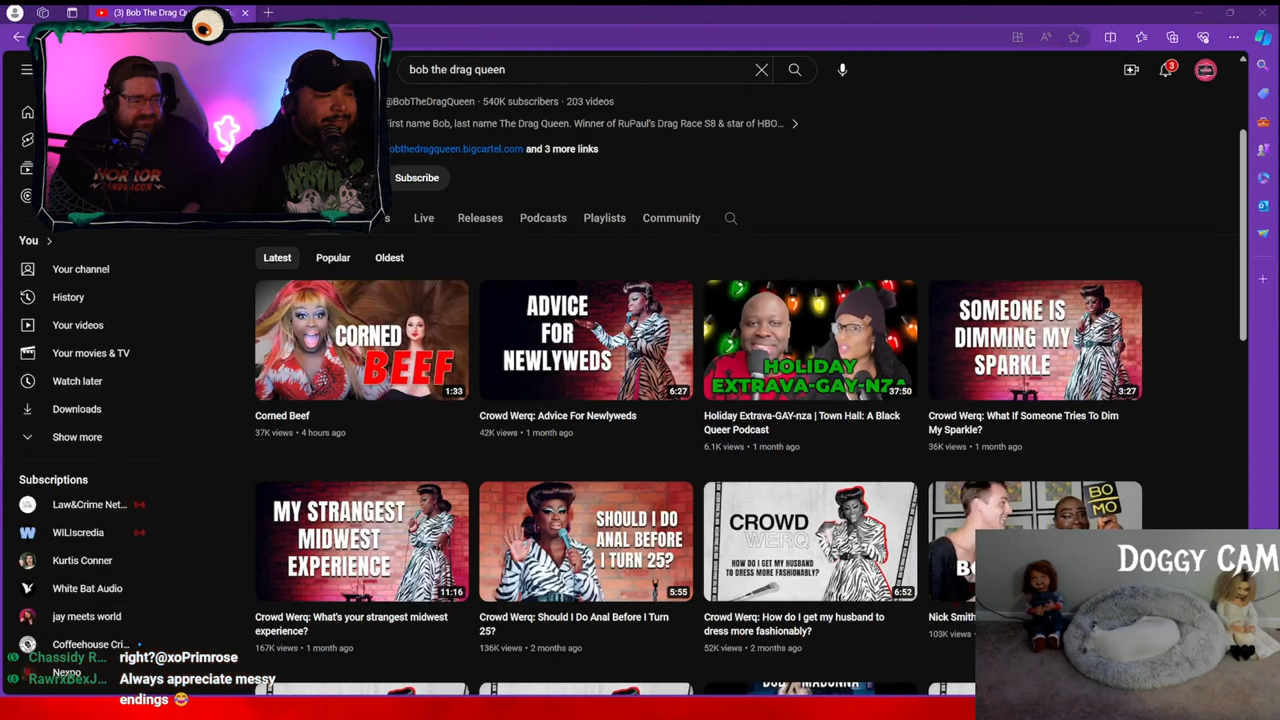 (3) Bob The Drag Qu
bob the drag queen
3
@BobTheDragQueen · 540K subscribers · 203 videos
First name Bob, last name The Drag Queen. Winner of RuPaul's Drag Race S8 & star of HBO...
bobthedragqueen.bigcartel.com and 3 more links
Subscribe
s
Live
Releases
Podcasts
Playlists
Community
You
Your channel
History
Your videos
Your movies & TV
Watch later
Downloads
Show more
Subscriptions
Law&Crime Net...
WILIscredia
Kurtis Conner
White Bat Audio
jay meets world
Coffeehouse Cri...
Nexpo
Latest
Popular
Oldest
CORNED
BEEF
1:33
Corned Beef
37K views · 4 hours ago
ADVICE
FOR
NEWLYWEDS
6:27
Crowd Werq: Advice For Newlyweds
42K views · 1 month ago
HOLIDAY
EXTRAVA-GAY-NZA
37:50
Holiday Extrava-GAY-nza | Town Hall: A Black
Queer Podcast
6.1K views · 1 month ago
SOMEONE IS
DIMMING MY
SPARKLE
3:27
Crowd Werq: What If Someone Tries To Dim
My Sparkle?
36K views · 1 month ago
MY STRANGEST
MIDWEST
EXPERIENCE
11:16
Crowd Werq: What's your strangest midwest
experience?
167K views · 1 month ago
SHOULD I DO
ANAL BEFORE
I TURN 25?
5:55
Crowd Werq: Should I Do Anal Before I Turn
25?
136K views · 2 months ago
CROWD
WERQ
HOW DO I GET MY HUSBAND
TO DRESS MORE FASHIONABLY?
6:52
Crowd Werq: How do I get my husband to
dress more fashionably?
52K views · 2 months ago
BO
MO
BO
Nick Smith
103K views
DOGGY CAM
Chassidy R... right?@xoPrimrose
RawrxbexJ... Always appreciate messy
endings 😂